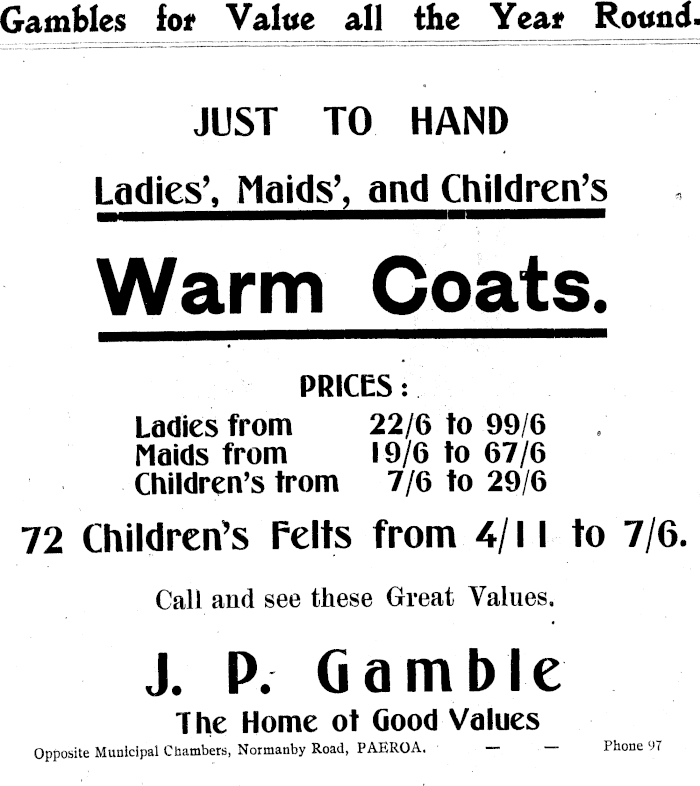 Gambles for Value all the Year Round.
JUST TO HAND
Ladies', Maids', and Children's
Warm Coats.
PRICES :
Ladies from 22/6 to 99/6
Maids from 19/6 to 67/6
Children's trom 7/6 to 29/6
72 Children's Felts from 4/11 to 7/6.
Call and see these Great Values.
J. P. Gamble
The Home ot Good Values
Opposite Municipal Chambers, Normanby Road, PAEROA. — — Phone 97